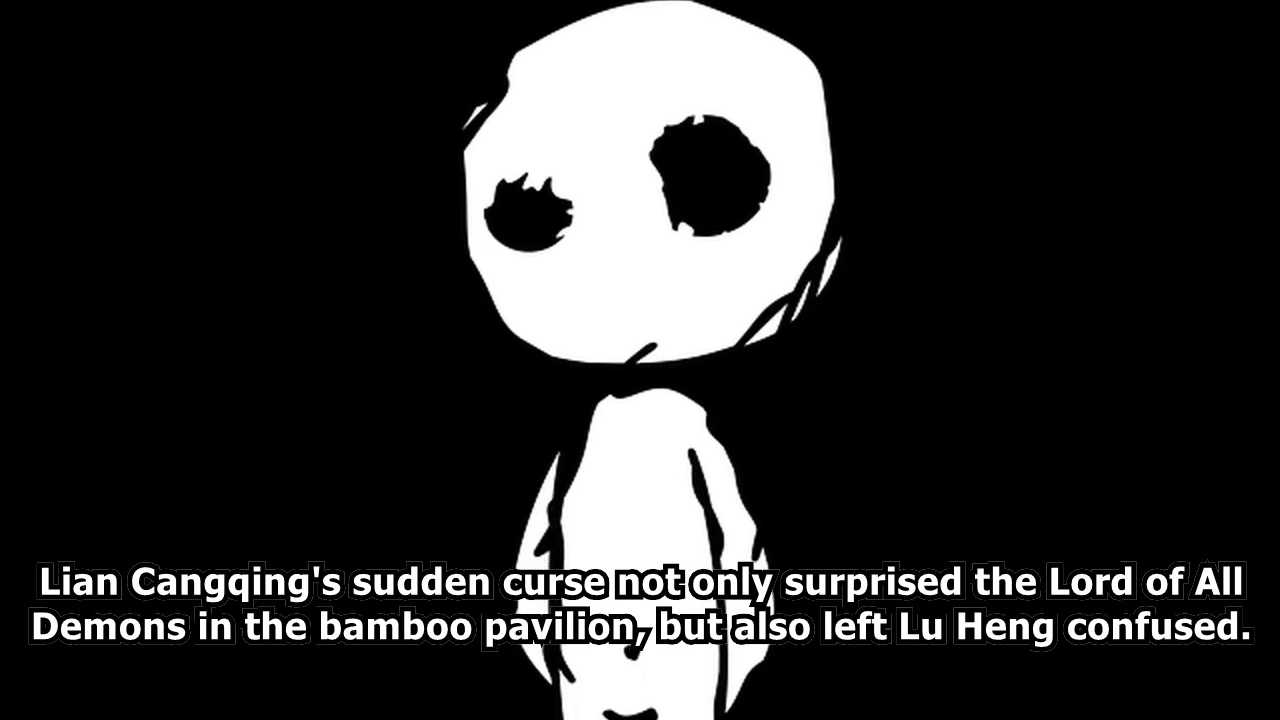 Lian Cangqing's sudden curse not only surprised the Lord of All
Demons in the bamboo pavilion, but also left Lu Heng confused.